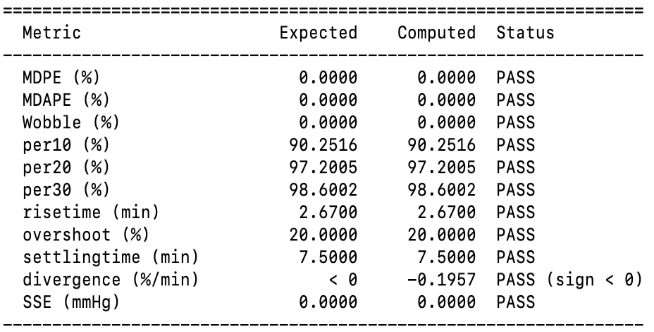 ================================================================
Metric Expected Computed Status
----------------------------------------------------------------
MDPE (%) 0.0000 0.0000 PASS
MDAPE (%) 0.0000 0.0000 PASS
Wobble (%) 0.0000 0.0000 PASS
per10 (%) 90.2516 90.2516 PASS
per20 (%) 97.2005 97.2005 PASS
per30 (%) 98.6002 98.6002 PASS
risetime (min) 2.6700 2.6700 PASS
overshoot (%) 20.0000 20.0000 PASS
settlingtime (min) 7.5000 7.5000 PASS
divergence (%/min) < 0 -0.1957 PASS (sign < 0)
SSE (mmHg) 0.0000 0.0000 PASS
----------------------------------------------------------------